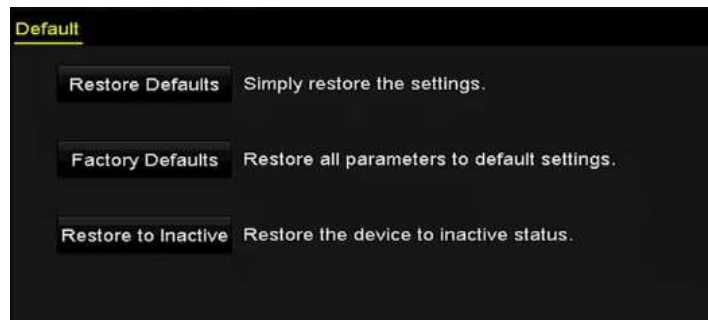 Default
Restore Defaults Simply restore the settings.
Factory Defaults Restore all parameters to default settings.
Restore to Inactive Restore the device to inactive status.